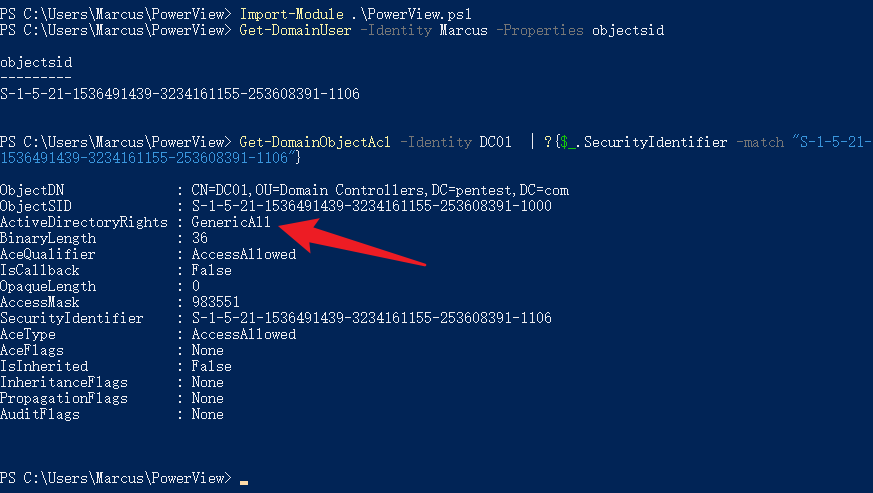 PS C:\Users\Marcus\PowerView> Import-Module .\PowerView.ps1
PS C:\Users\Marcus\PowerView> Get-DomainUser -Identity Marcus -Properties objectsid
objectsid
---------
S-1-5-21-1536491439-3234161155-253608391-1106
PS C:\Users\Marcus\PowerView> Get-DomainObjectAcl -Identity DC01  | ?{$_.SecurityIdentifier -match "S-1-5-21-
1536491439-3234161155-253608391-1106"}
ObjectDN              : CN=DC01,OU=Domain Controllers,DC=pentest,DC=com
ObjectSID             : S-1-5-21-1536491439-3234161155-253608391-1000
ActiveDirectoryRights : GenericAll
BinaryLength          : 36
AceQualifier          : AccessAllowed
IsCallback            : False
OpaqueLength          : 0
AccessMask            : 983551
SecurityIdentifier    : S-1-5-21-1536491439-3234161155-253608391-1106
AceType               : AccessAllowed
AceFlags              : None
IsInherited           : False
InheritanceFlags      : None
PropagationFlags      : None
AuditFlags            : None
PS C:\Users\Marcus\PowerView>